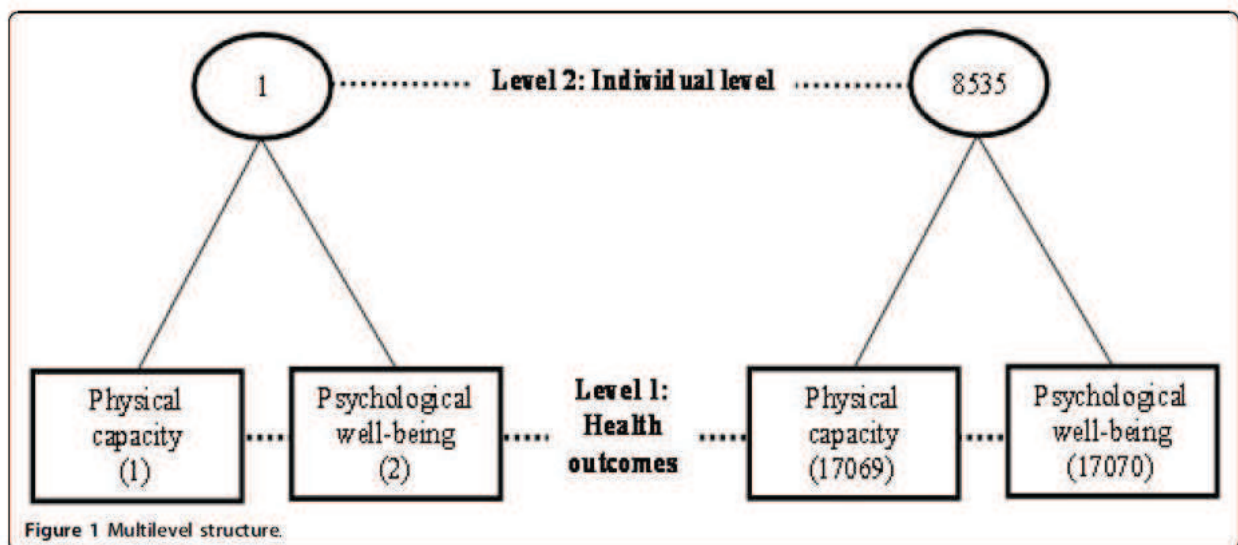 1
Level 2: Individual level
8535
Physical
capacity
(1)
Psychological
well-being
(2)
Level 1:
Health
outcomes
Physical
capacity
(17069)
Psychological
well-being
(17070)
Figure 1 Multilevel structure.